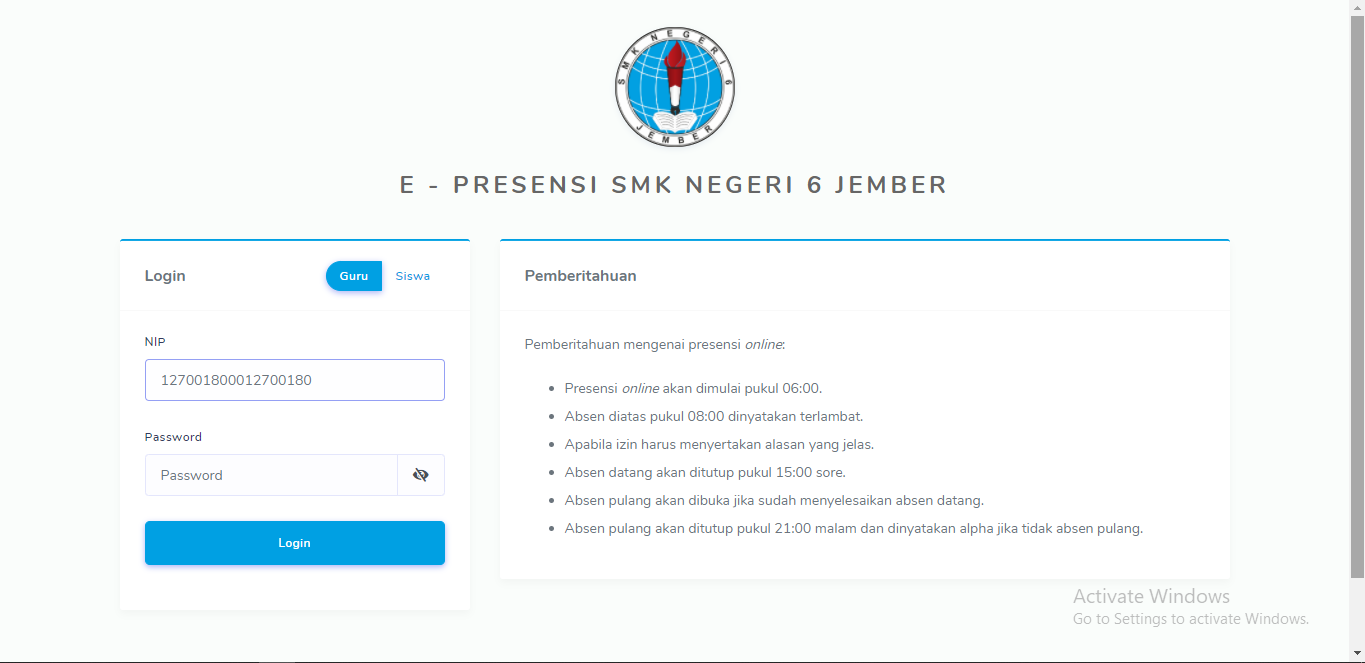 SMK NEGERI 6
JEMBER
E - PRESENSI SMK NEGERI 6 JEMBER
Login
Guru
Siswa
NIP
127001800012700180
Password
Password
Login
Pemberitahuan
Pemberitahuan mengenai presensi online:
Presensi online akan dimulai pukul 06:00.
Absen diatas pukul 08:00 dinyatakan terlambat.
Apabila izin harus menyertakan alasan yang jelas.
Absen datang akan ditutup pukul 15:00 sore.
Absen pulang akan dibuka jika sudah menyelesaikan absen datang.
Absen pulang akan ditutup pukul 21:00 malam dan dinyatakan alpha jika tidak absen pulang.
Activate Windows
Go to Settings to activate Windows.